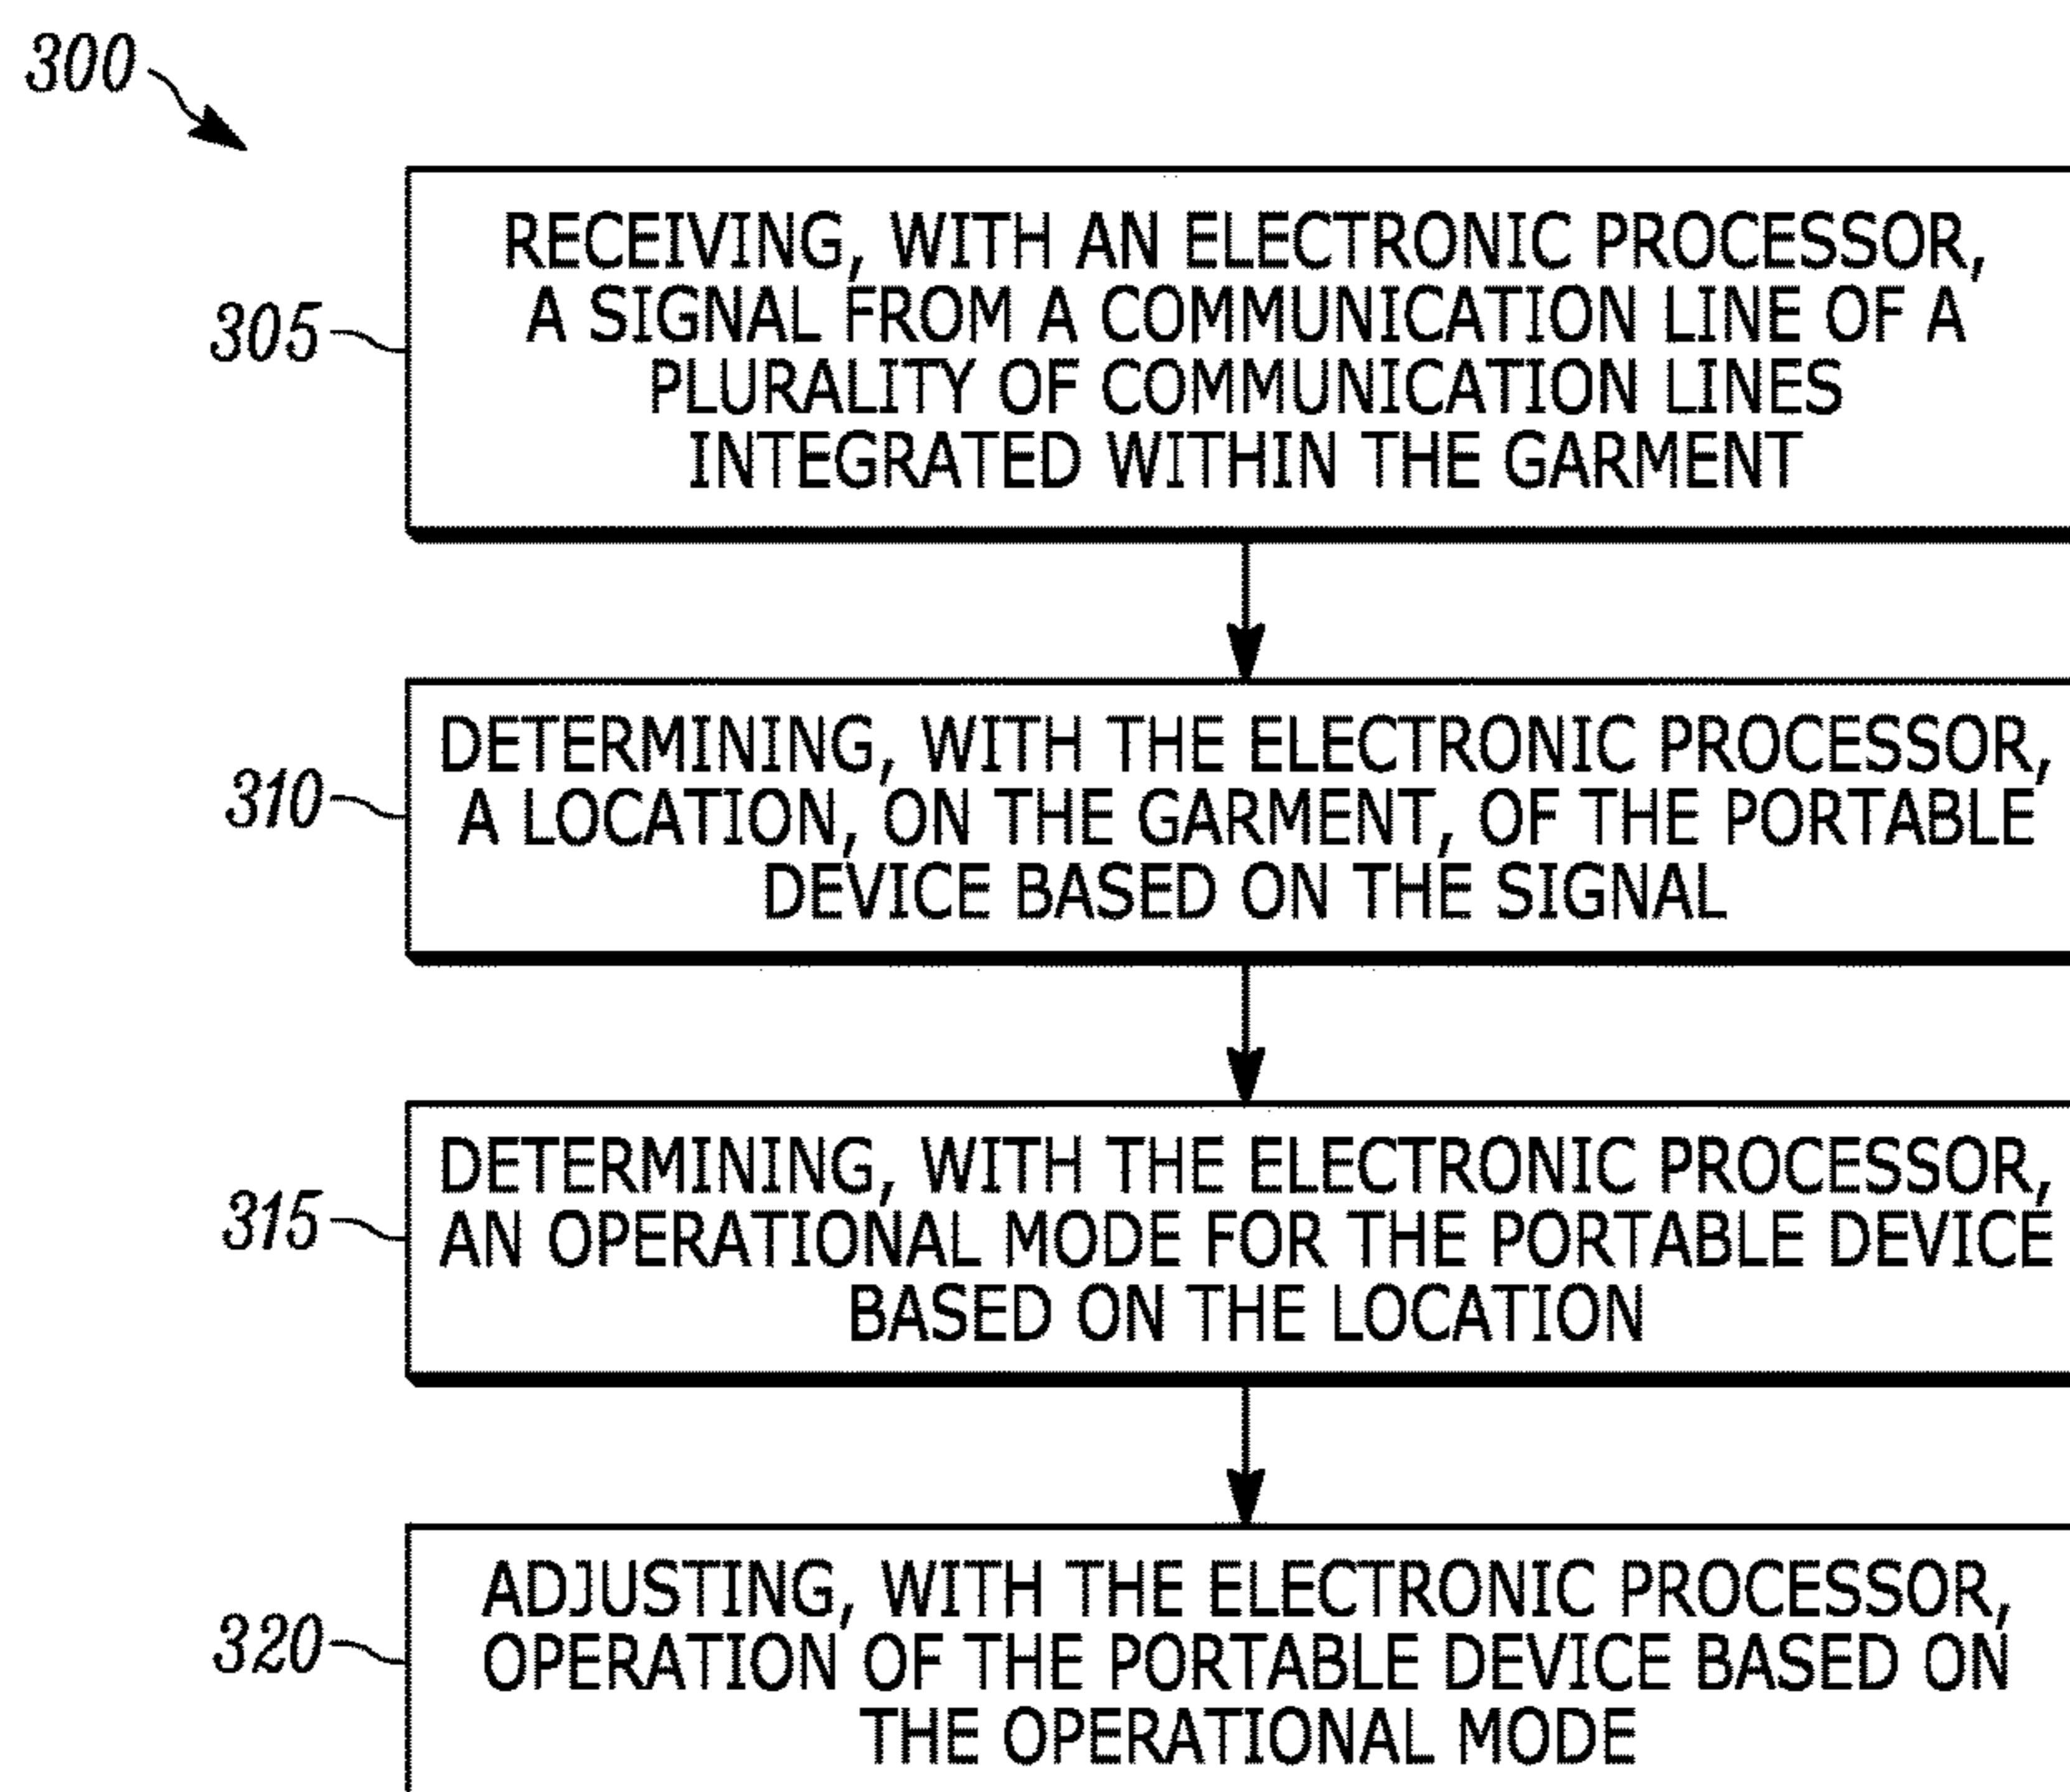 300
305
RECEIVING, WITH AN ELECTRONIC PROCESSOR,
A SIGNAL FROM A COMMUNICATION LINE OF A
PLURALITY OF COMMUNICATION LINES
INTEGRATED WITHIN THE GARMENT
310
DETERMINING, WITH THE ELECTRONIC PROCESSOR,
A LOCATION, ON THE GARMENT, OF THE PORTABLE
DEVICE BASED ON THE SIGNAL
315
DETERMINING, WITH THE ELECTRONIC PROCESSOR,
AN OPERATIONAL MODE FOR THE PORTABLE DEVICE
BASED ON THE LOCATION
320
ADJUSTING, WITH THE ELECTRONIC PROCESSOR,
OPERATION OF THE PORTABLE DEVICE BASED ON
THE OPERATIONAL MODE